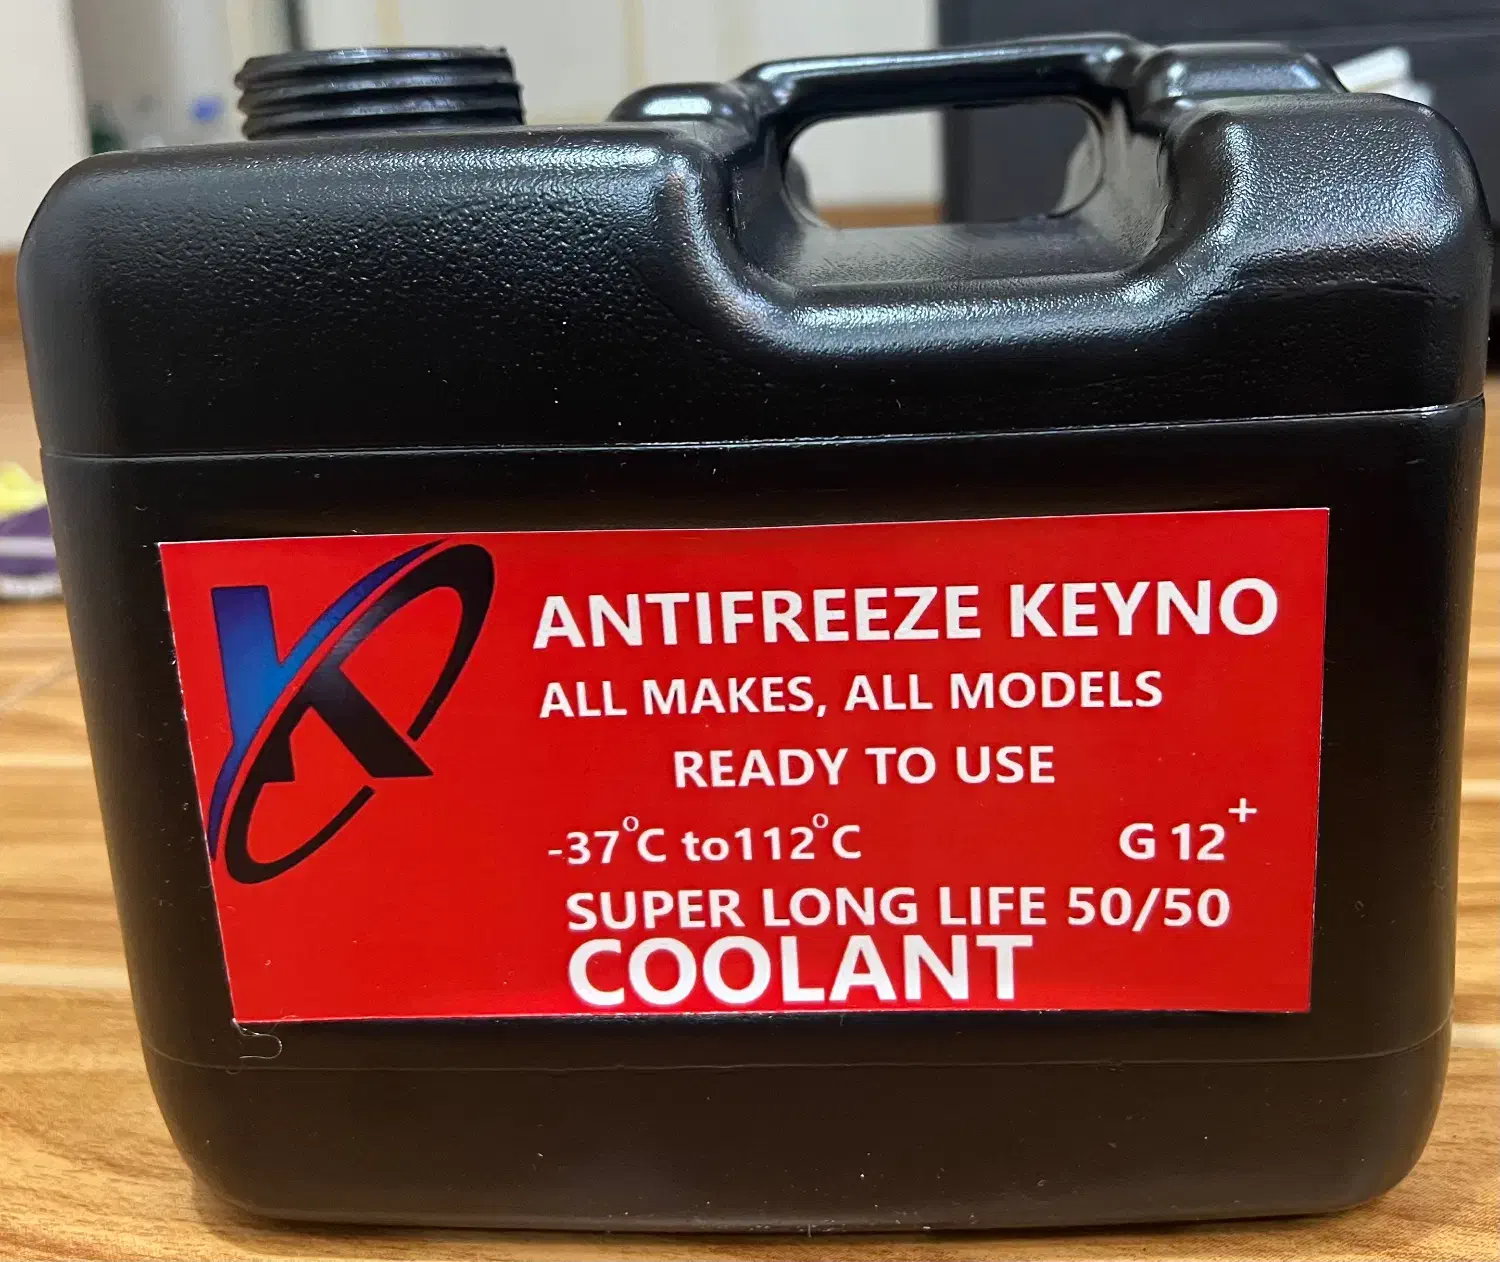 K
ANTIFREEZE KEYNO
ALL MAKES, ALL MODELS
READY TO USE
-37°C to112°C G 12+
SUPER LONG LIFE 50/50
COOLANT